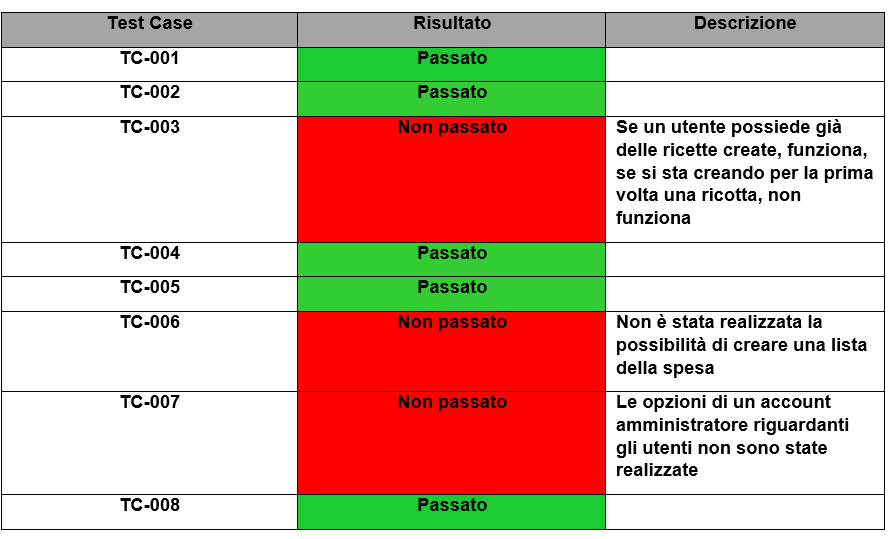 Test Case Risultato Descrizione
TC-001 Passato
TC-002 Passato
TC-003 Non passato Se un utente possiede già
delle ricette create, funziona,
se si sta creando per la prima
volta una ricotta, non
funziona
TC-004 Passato
TC-005 Passato
TC-006 Non passato Non è stata realizzata la
possibilità di creare una lista
della spesa
TC-007 Non passato Le opzioni di un account
amministratore riguardanti
gli utenti non sono state
realizzate
TC-008 Passato